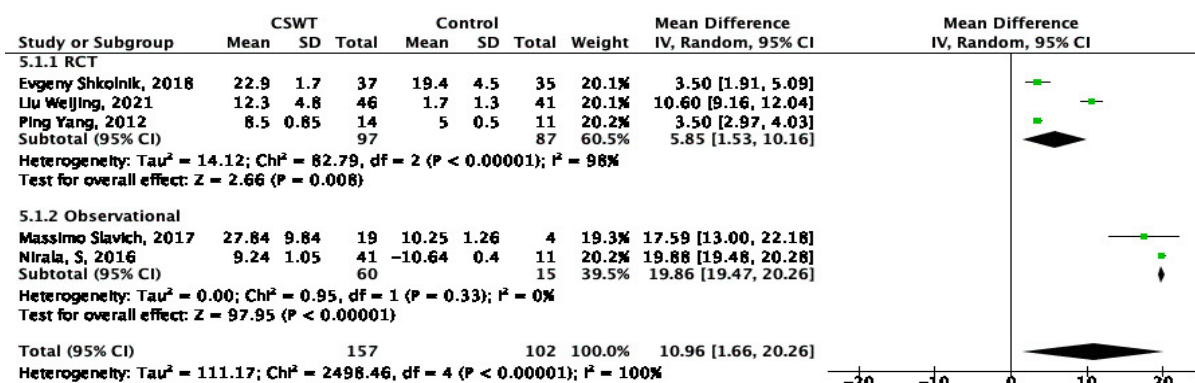 CSWT Control Mean Difference Mean Difference
Study or Subgroup Mean SD Total Mean SD Total Weight IV, Random, 95% CI IV, Random, 95% CI
5.1.1 RCT
Evgeny Shkolnik, 2018 22.9 1.7 37 19.4 4.5 35 20.1% 3.50 [1.91, 5.09]
Liu Weijing, 2021 12.3 4.8 46 1.7 1.3 41 20.1% 10.60 [9.16, 12.04]
Ping Yang, 2012 8.5 0.85 14 5 0.5 11 20.2% 3.50 [2.97, 4.03]
Subtotal (95% CI) 97 87 60.5% 5.85 [1.53, 10.16]
Heterogeneity: Tau² = 14.12; Chi² = 82.79, df = 2 (P < 0.00001); I² = 98%
Test for overall effect: Z = 2.66 (P = 0.008)
5.1.2 Observational
Massimo Slavich, 2017 27.84 9.84 19 10.25 1.26 4 19.3% 17.59 [13.00, 22.18]
Nirala, S, 2016 9.24 1.05 41 −10.64 0.4 11 20.2% 19.88 [19.48, 20.28]
Subtotal (95% CI) 60 15 39.5% 19.86 [19.47, 20.26]
Heterogeneity: Tau² = 0.00; Chi² = 0.95, df = 1 (P = 0.33); I² = 0%
Test for overall effect: Z = 97.95 (P < 0.00001)
Total (95% CI) 157 102 100.0% 10.96 [1.66, 20.26]
Heterogeneity: Tau² = 111.17; Chi² = 2498.46, df = 4 (P < 0.00001); I² = 100%
−20 −10 0 10 20